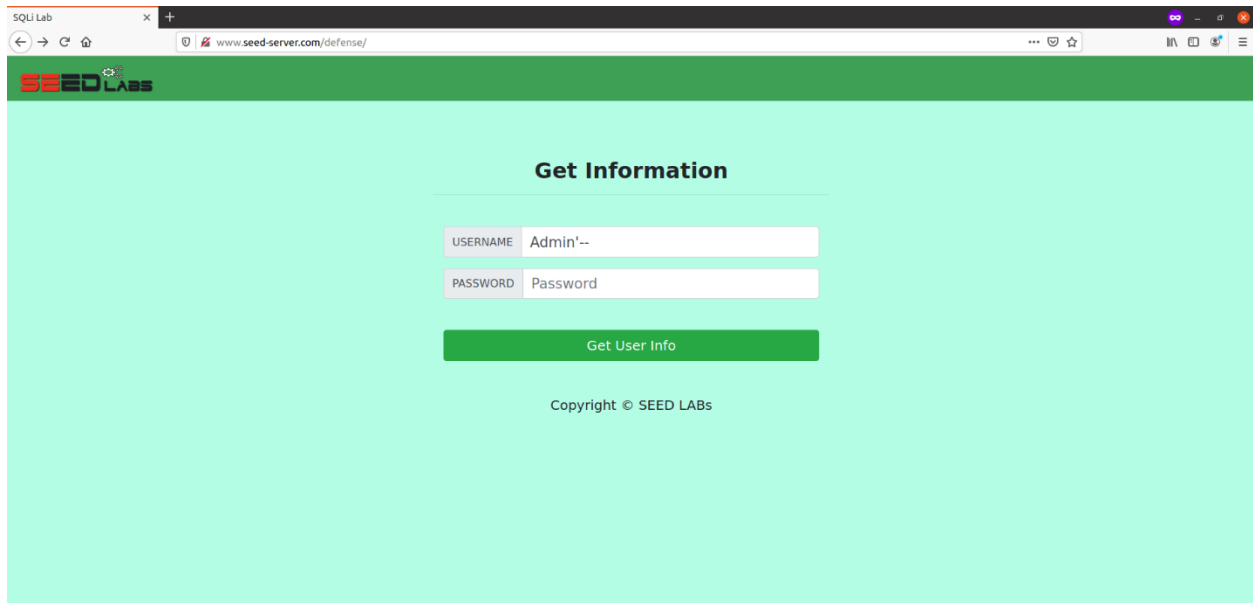 SQLi Lab
www.seed-server.com/defense/
SEED LABS
Get Information
USERNAME Admin'--
PASSWORD Password
Get User Info
Copyright © SEED LABs